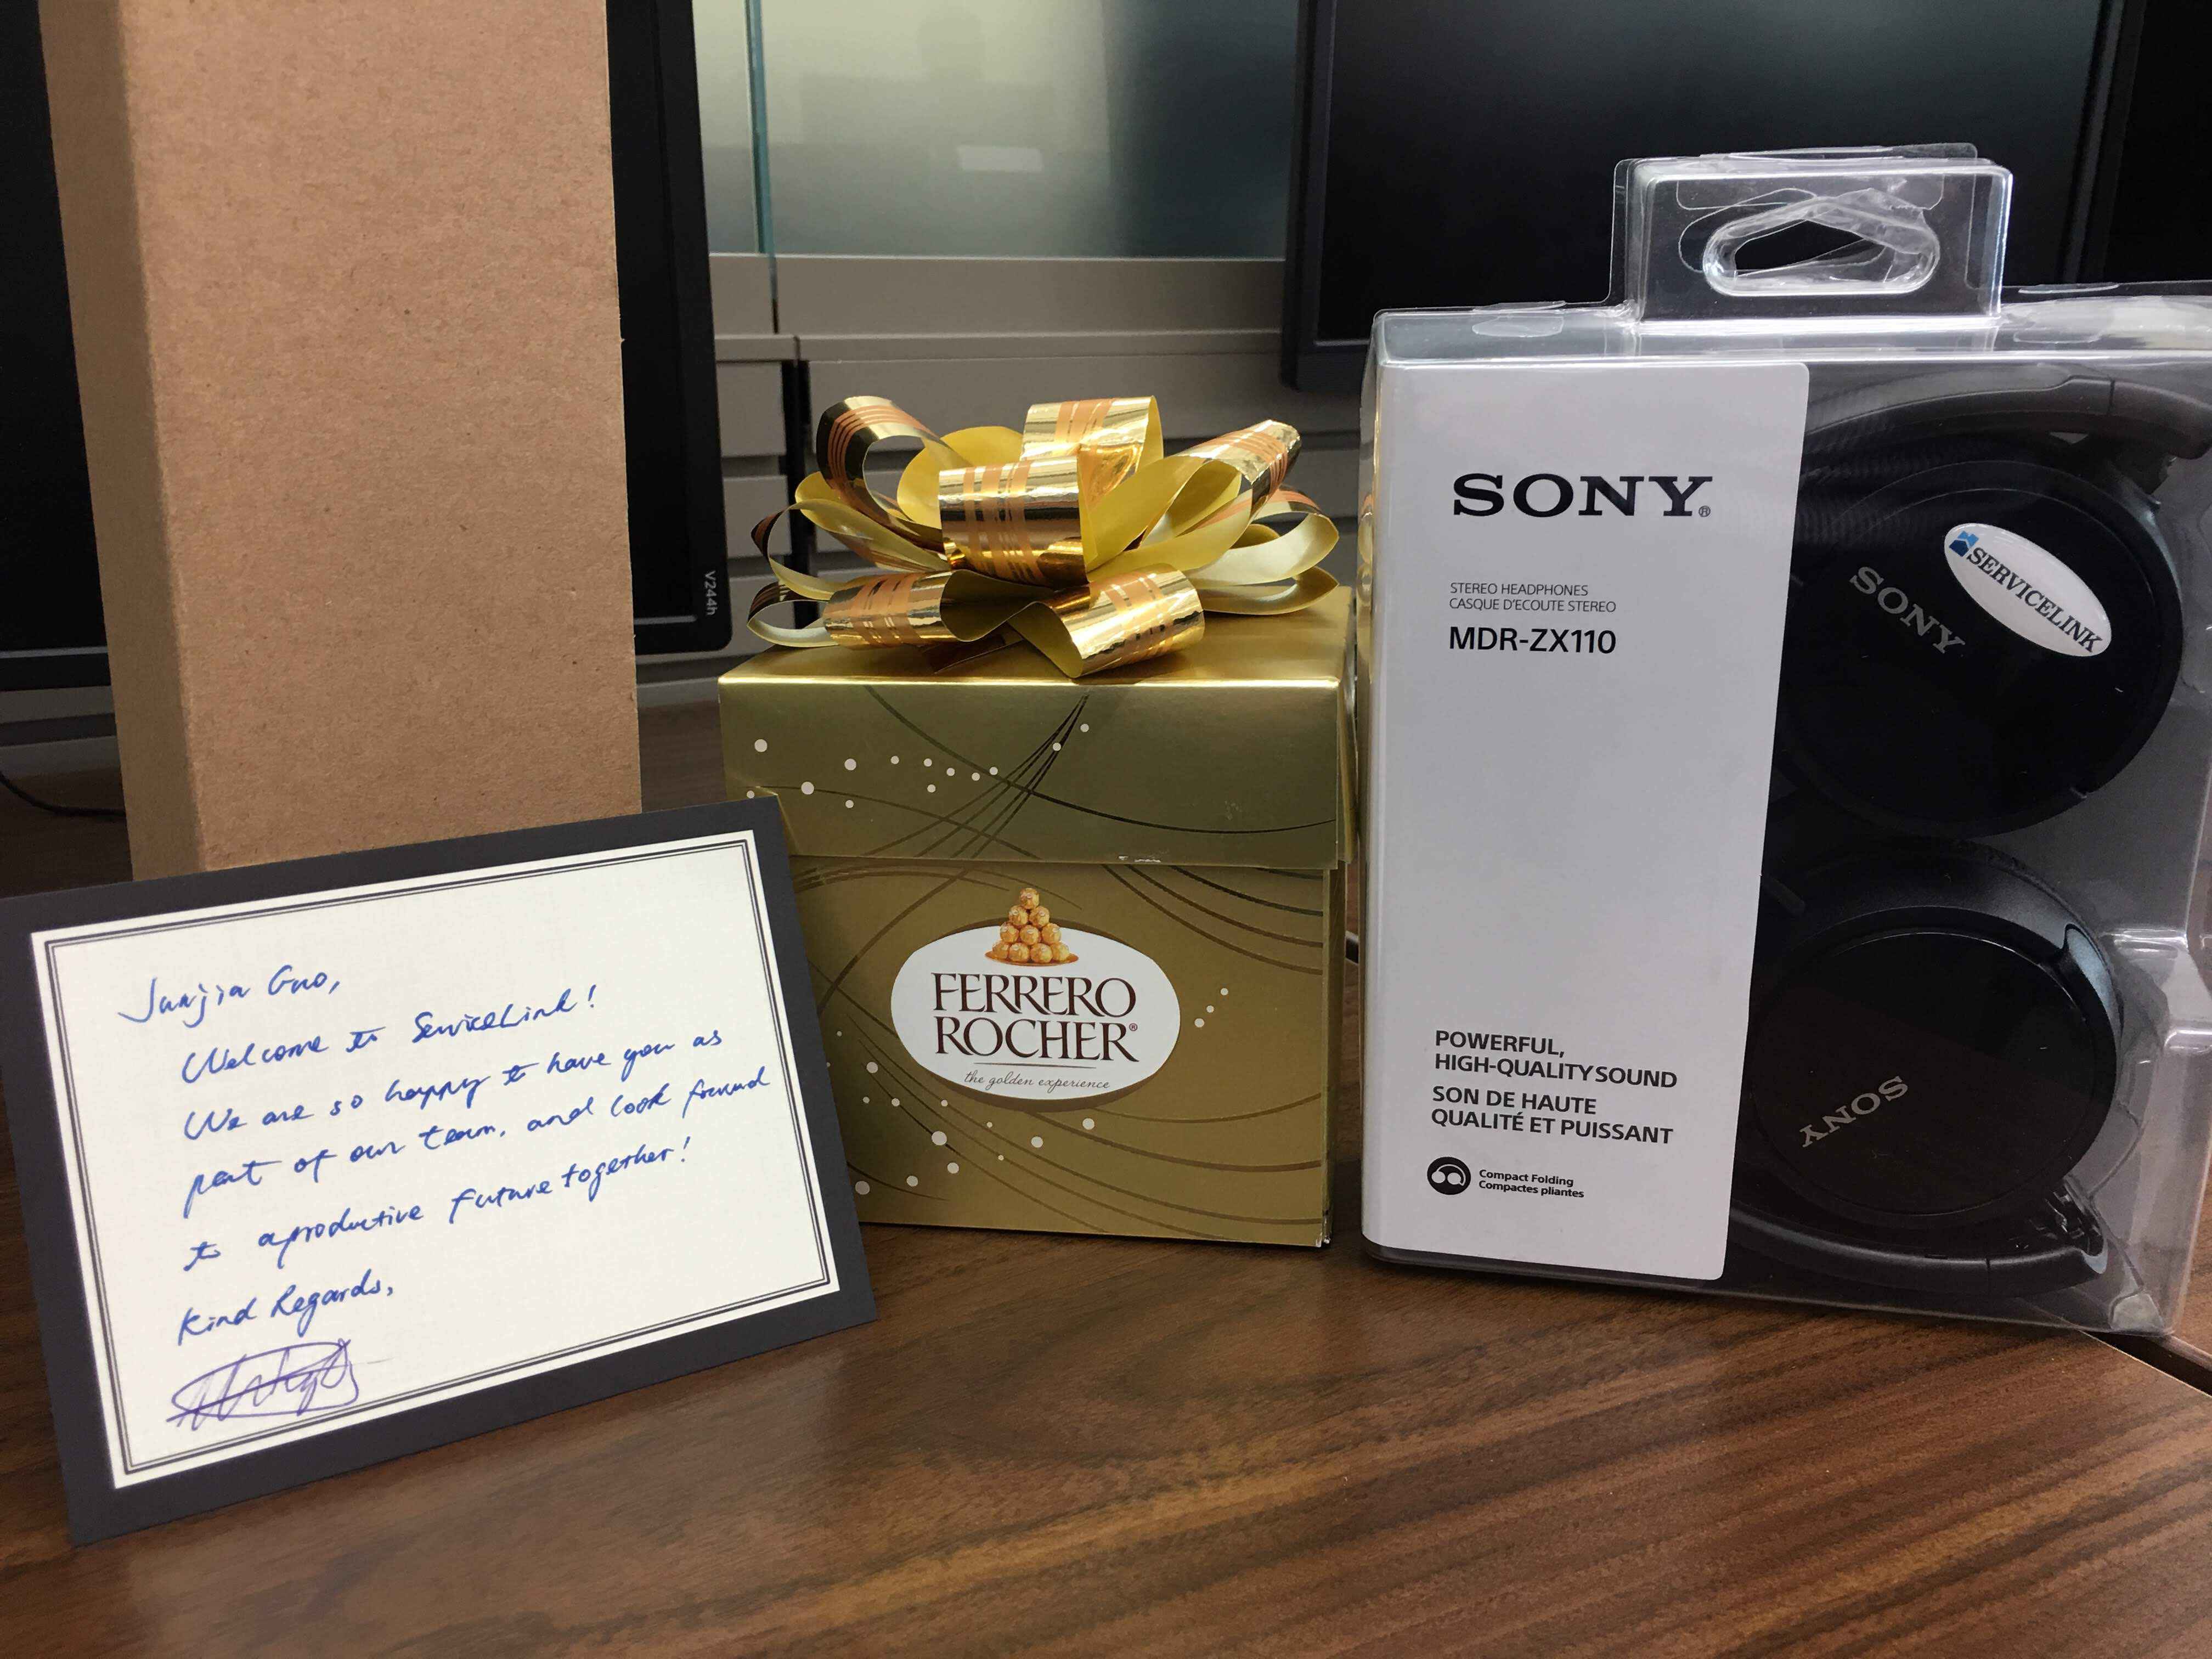 Junjia Guo,
Welcome to ServiceLink!
We are so happy to have you as
part of our team, and look forward
to a productive future together!
Kind Regards,
FERRERO
ROCHER®
the golden experience
SONY®
STEREO HEADPHONES
CASQUE D'ECOUTE STEREO
MDR-ZX110
POWERFUL,
HIGH-QUALITY SOUND
SON DE HAUTE
QUALITÉ ET PUISSANT
Compact Folding
Compactes pliantes
SONY
SERVICELINK
SONY
V244h